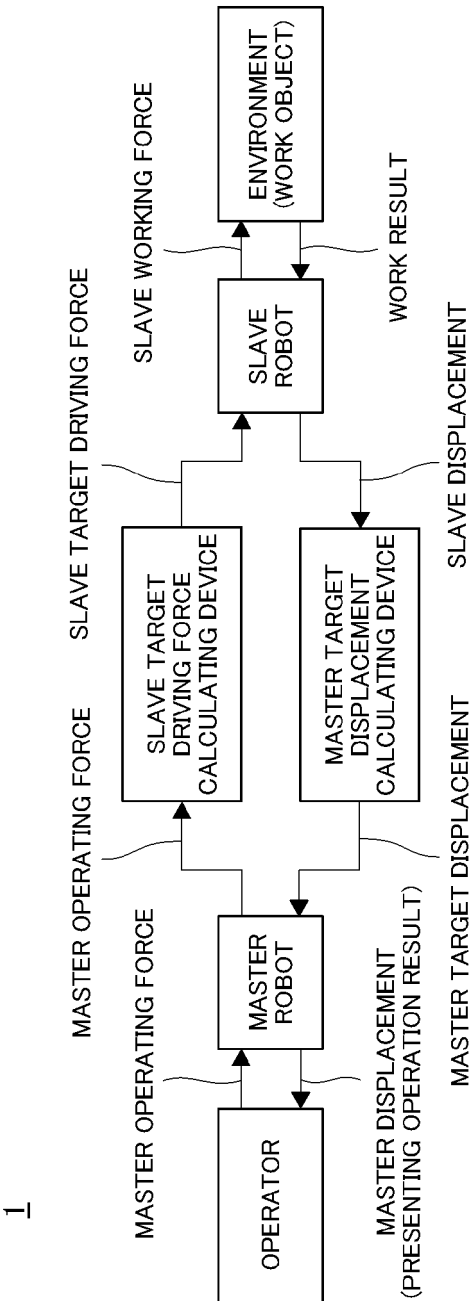 1
MASTER OPERATING FORCE
SLAVE TARGET DRIVING FORCE
MASTER OPERATING FORCE
SLAVE WORKING FORCE
OPERATOR
MASTER
ROBOT
SLAVE TARGET
DRIVING FORCE
CALCULATING DEVICE
MASTER TARGET
DISPLACEMENT
CALCULATING DEVICE
SLAVE
ROBOT
ENVIRONMENT
(WORK OBJECT)
MASTER DISPLACEMENT
(PRESENTING OPERATION RESULT)
MASTER TARGET DISPLACEMENT
SLAVE DISPLACEMENT
WORK RESULT